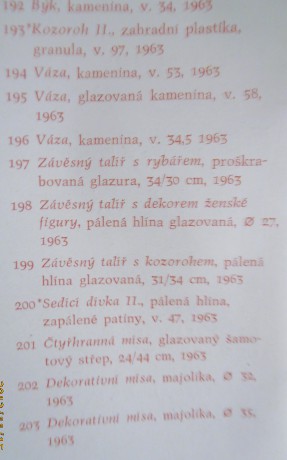 192 Býk, kamenina, v. 34, 1963
193*Kozoroh II., zahradní plastika,
granula, v. 97, 1963
194 Váza, kamenina, v. 53, 1963
195 Váza, glazovaná kamenina, v. 58,
1963
196 Váza, kamenina, v. 34,5 1963
197 Závěsný talíř s rybářem, proškra-
bovaná glazura, 34/30 cm, 1963
198 Závěsný talíř s dekorem ženské
figury, pálená hlína glazovaná, Ø 27,
1963
199 Závěsný talíř s kozorohem, pálená
hlína glazovaná, 31/34 cm, 1963
200*Sedící dívka II., pálená hlína,
zapálené patiny, v. 47, 1963
201 Čtyřhranná mísa, glazovaný šamo-
tový střep, 24/44 cm, 1963
202 Dekorativní mísa, majolika, Ø 32,
1963
203 Dekorativní mísa, majolika, Ø 35,
1963